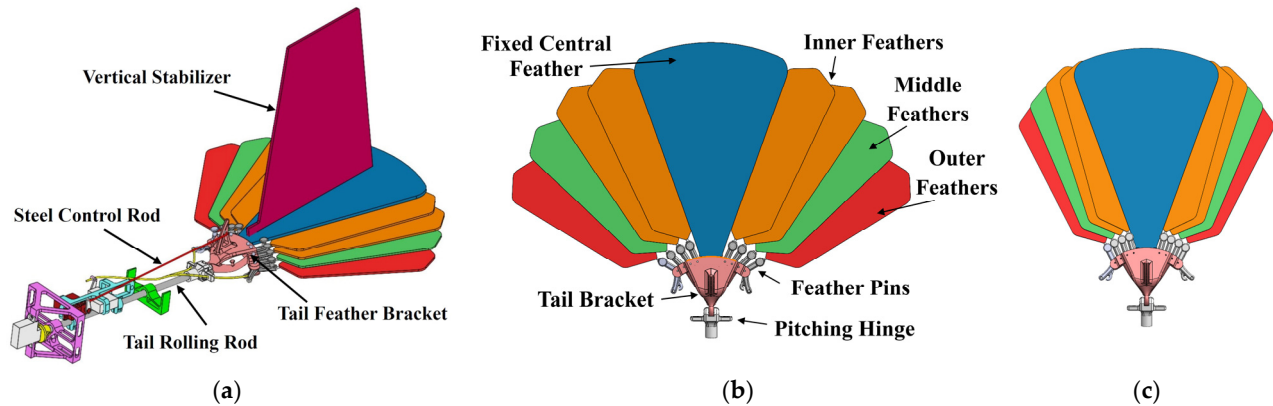 Vertical Stabilizer
Steel Control Rod
Tail Feather Bracket
Tail Rolling Rod
(a)
Fixed Central
Feather
Inner Feathers
Middle
Feathers
Outer
Feathers
Tail Bracket
Feather Pins
Pitching Hinge
(b)
(c)